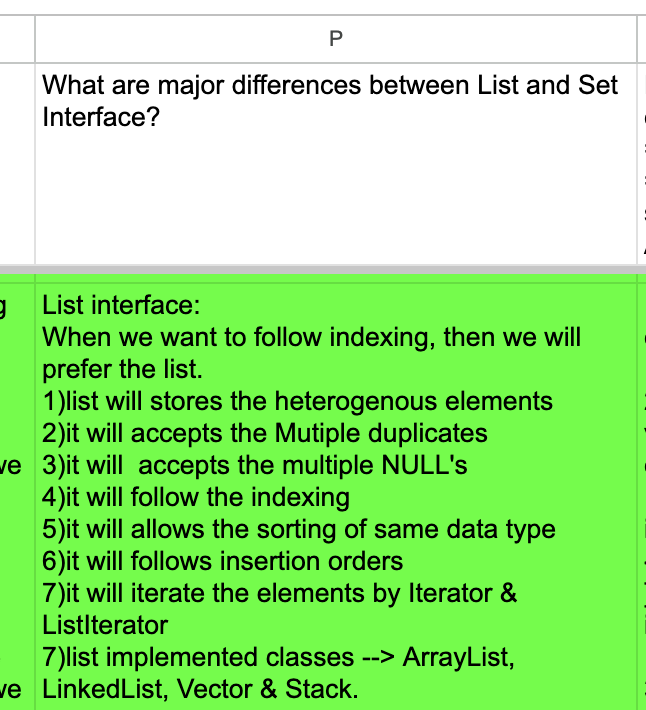 P
What are major differences between List and Set
Interface?
g
List interface:
When we want to follow indexing, then we will
prefer the list.
1)list will stores the heterogenous elements
2)it will accepts the Mutiple duplicates
ve
3)it will  accepts the multiple NULL's
4)it will follow the indexing
5)it will allows the sorting of same data type
6)it will follows insertion orders
7)it will iterate the elements by Iterator &
ListIterator
7)list implemented classes --> ArrayList,
ve
LinkedList, Vector & Stack.